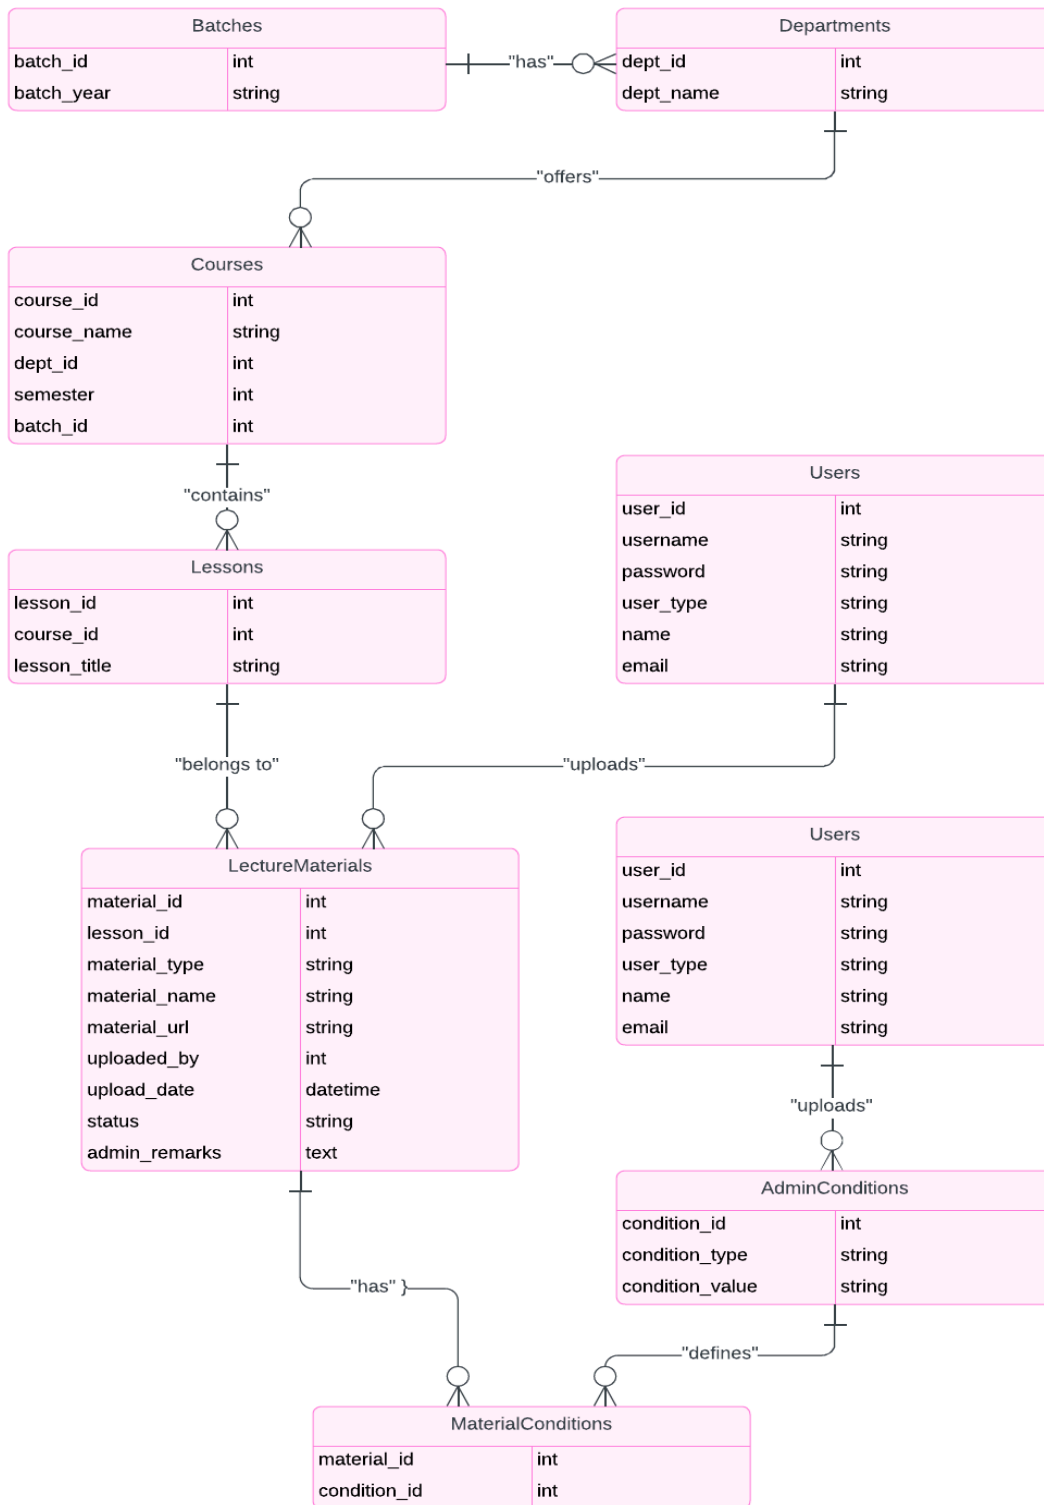 Batches
batch_id int
batch_year string
"has"
Departments
dept_id int
dept_name string
"offers"
Courses
course_id int
course_name string
dept_id int
semester int
batch_id int
"contains"
Lessons
lesson_id int
course_id int
lesson_title string
Users
user_id int
username string
password string
user_type string
name string
email string
"belongs to"
"uploads"
LectureMaterials
material_id int
lesson_id int
material_type string
material_name string
material_url string
uploaded_by int
upload_date datetime
status string
admin_remarks text
Users
user_id int
username string
password string
user_type string
name string
email string
"uploads"
AdminConditions
condition_id int
condition_type string
condition_value string
"has" }
"defines"
MaterialConditions
material_id int
condition_id int